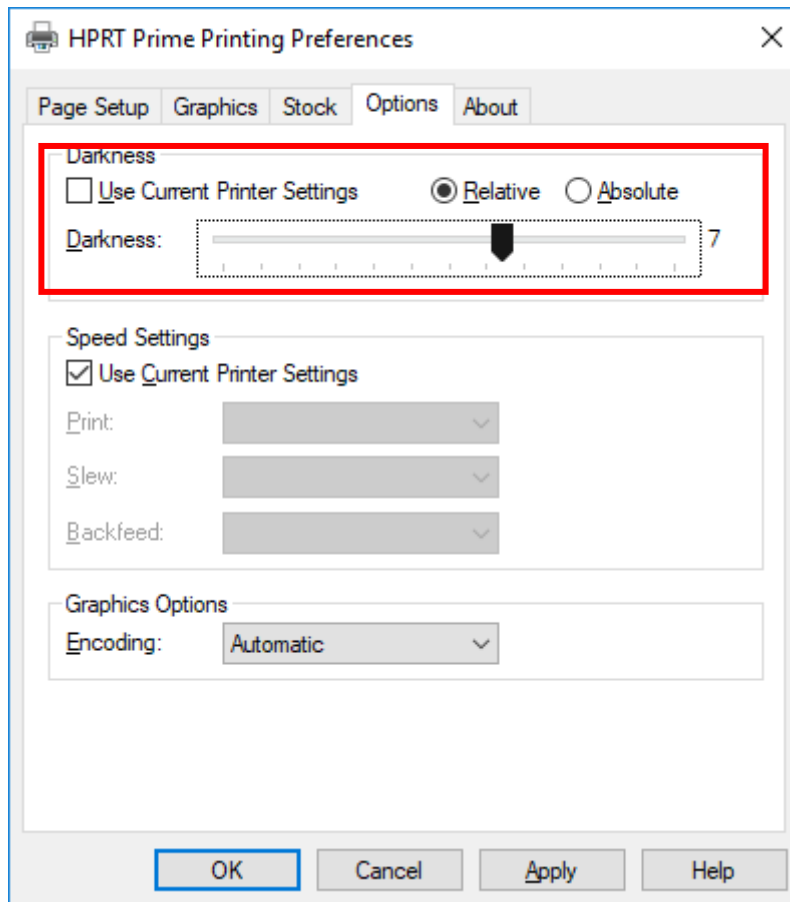 HPRT Prime Printing Preferences
Page Setup Graphics Stock Options About
Darkness
Use Current Printer Settings Relative Absolute
Darkness: 7
Speed Settings
Use Current Printer Settings
Print:
Slew:
Backfeed:
Graphics Options
Encoding: Automatic
OK Cancel Apply Help